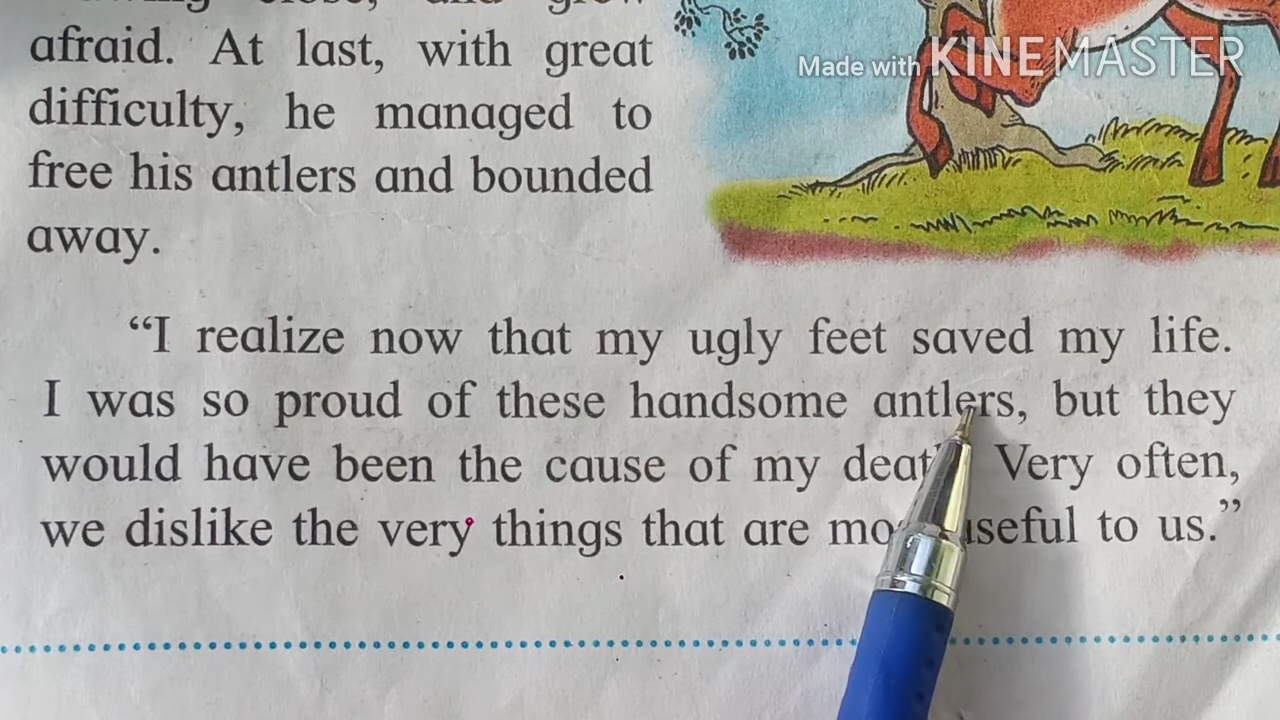 afraid. At last, with great
difficulty, he managed to
free his antlers and bounded
away.
Made with KINEMASTER
“I realize now that my ugly feet saved my life.
I was so proud of these handsome antlers, but they
would have been the cause of my death. Very often,
we dislike the very things that are most useful to us.”